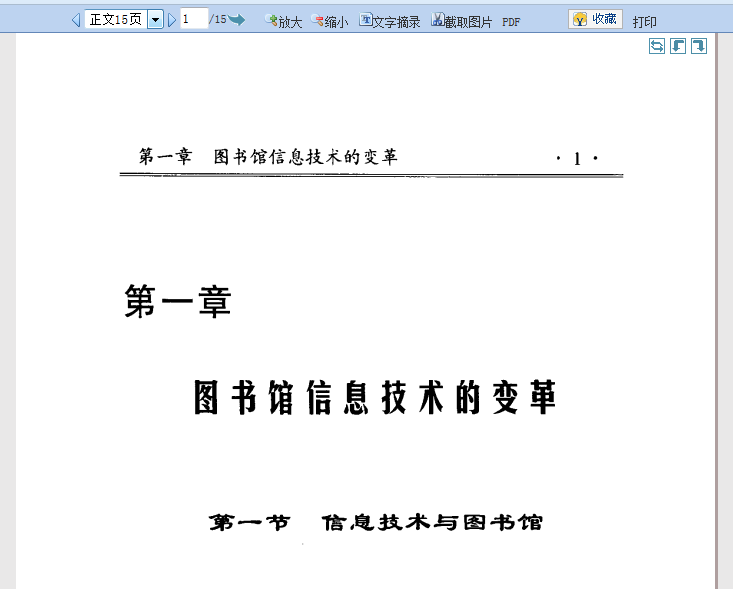 正文15页 1 /15 放大 缩小 文字摘录 截取图片 PDF 收藏 打印
第一章 图书馆信息技术的变革 · 1 ·
第一章
图书馆信息技术的变革
第一节 信息技术与图书馆